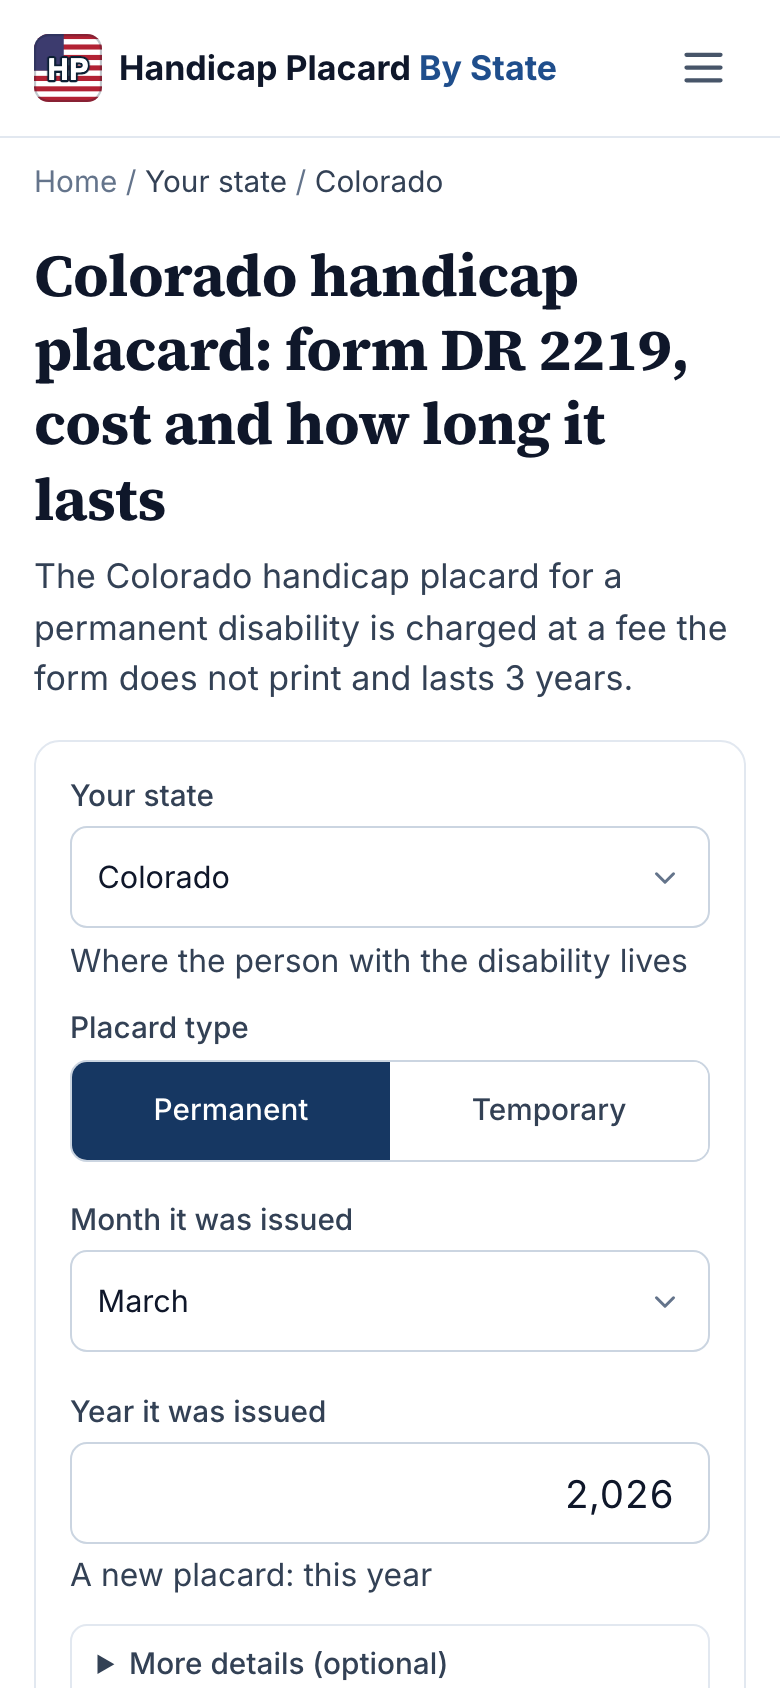 HP
Handicap Placard By State
Home / Your state / Colorado
Colorado handicap
placard: form DR 2219,
cost and how long it
lasts
The Colorado handicap placard for a
permanent disability is charged at a fee the
form does not print and lasts 3 years.
Your state
Colorado
Where the person with the disability lives
Placard type
Permanent
Temporary
Month it was issued
March
Year it was issued
2,026
A new placard: this year
More details (optional)